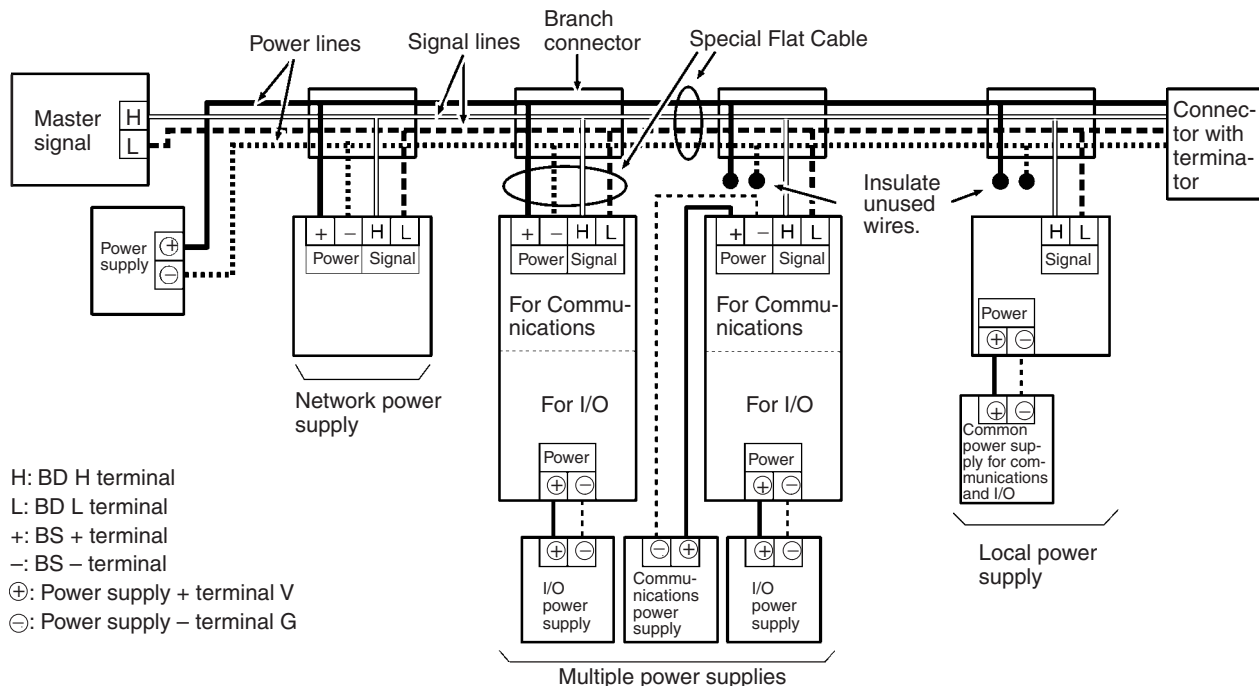 Branch
connector
Power lines
Signal lines
Special Flat Cable
Master
signal
H
L
Connec-
tor with
termina-
tor
Insulate
unused
wires.
Power
supply
+
−
+ − H L
Power Signal
+ − H L
Power Signal
+ − H L
Power Signal
H L
Signal
For Commu-
nications
For Commu-
nications
Power
+ −
Network power
supply
For I/O
For I/O
Power
+ −
Power
+ −
+ −
Common
power sup-
ply for com-
munications
and I/O
H: BD H terminal
L: BD L terminal
+: BS + terminal
–: BS – terminal
⊕: Power supply + terminal V
⊖: Power supply – terminal G
+ −
I/O
power
supply
− +
Commu-
nications
power
supply
+ −
I/O
power
supply
Local power
supply
Multiple power supplies